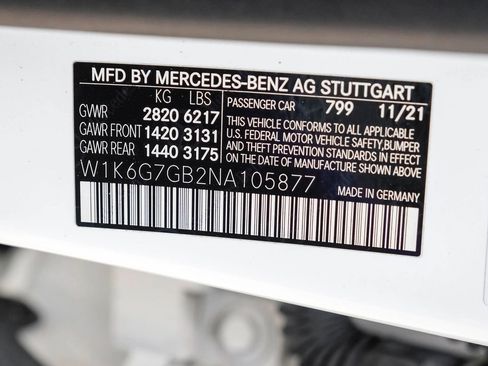 MFD BY MERCEDES-BENZ AG STUTTGART
KG LBS
GVWR 2820 6217
GAWR FRONT 1420 3131
GAWR REAR 1440 3175
PASSENGER CAR 799 11/21
THIS VEHICLE CONFORMS TO ALL APPLICABLE
U.S. FEDERAL MOTOR VEHICLE SAFETY,BUMPER
AND THEFT PREVENTION STANDARDS IN EFFECT
ON THE DATE OF MANUFACTURE SHOWN ABOVE
W1K6G7GB2NA105877
MADE IN GERMANY